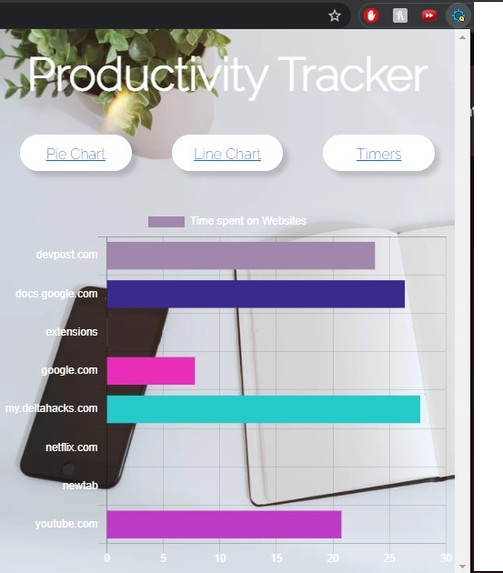 Productivity Tracker
Pie Chart
Line Chart
Timers
Time spent on Websites
devpost.com
docs.google.com
extensions
google.com
my.deltahacks.com
netflix.com
newtab
youtube.com
0 5 10 15 20 25 30